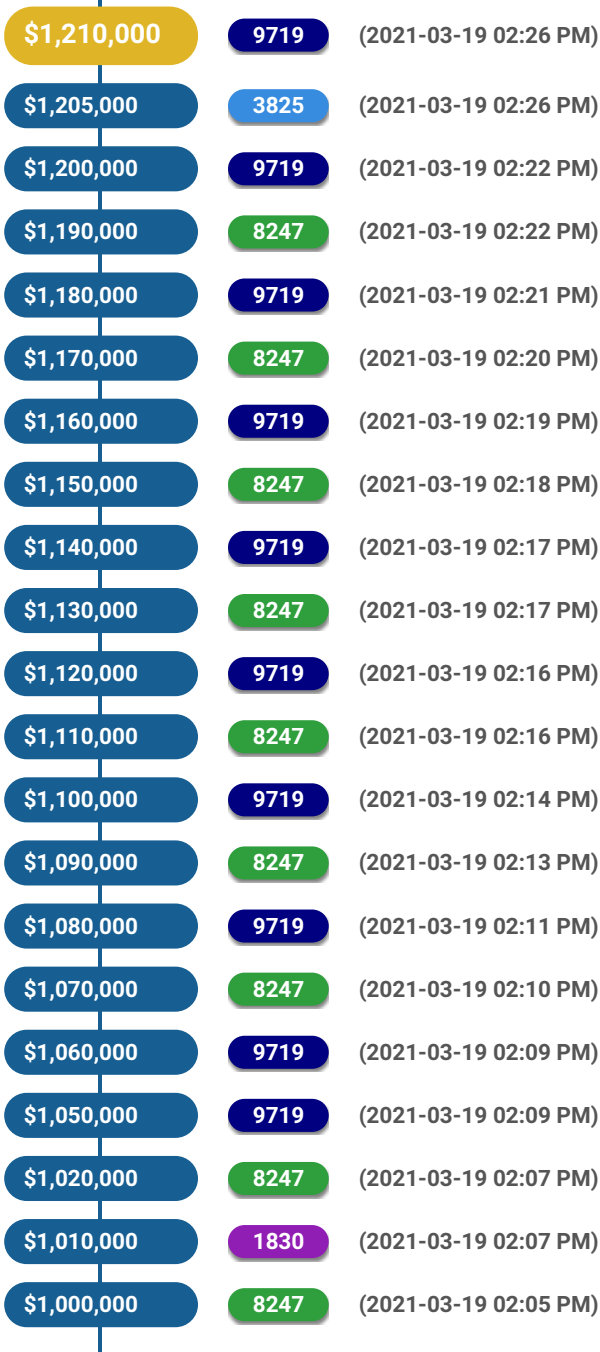 $1,210,000 9719 (2021-03-19 02:26 PM)
$1,205,000 3825 (2021-03-19 02:26 PM)
$1,200,000 9719 (2021-03-19 02:22 PM)
$1,190,000 8247 (2021-03-19 02:22 PM)
$1,180,000 9719 (2021-03-19 02:21 PM)
$1,170,000 8247 (2021-03-19 02:20 PM)
$1,160,000 9719 (2021-03-19 02:19 PM)
$1,150,000 8247 (2021-03-19 02:18 PM)
$1,140,000 9719 (2021-03-19 02:17 PM)
$1,130,000 8247 (2021-03-19 02:17 PM)
$1,120,000 9719 (2021-03-19 02:16 PM)
$1,110,000 8247 (2021-03-19 02:16 PM)
$1,100,000 9719 (2021-03-19 02:14 PM)
$1,090,000 8247 (2021-03-19 02:13 PM)
$1,080,000 9719 (2021-03-19 02:11 PM)
$1,070,000 8247 (2021-03-19 02:10 PM)
$1,060,000 9719 (2021-03-19 02:09 PM)
$1,050,000 9719 (2021-03-19 02:09 PM)
$1,020,000 8247 (2021-03-19 02:07 PM)
$1,010,000 1830 (2021-03-19 02:07 PM)
$1,000,000 8247 (2021-03-19 02:05 PM)